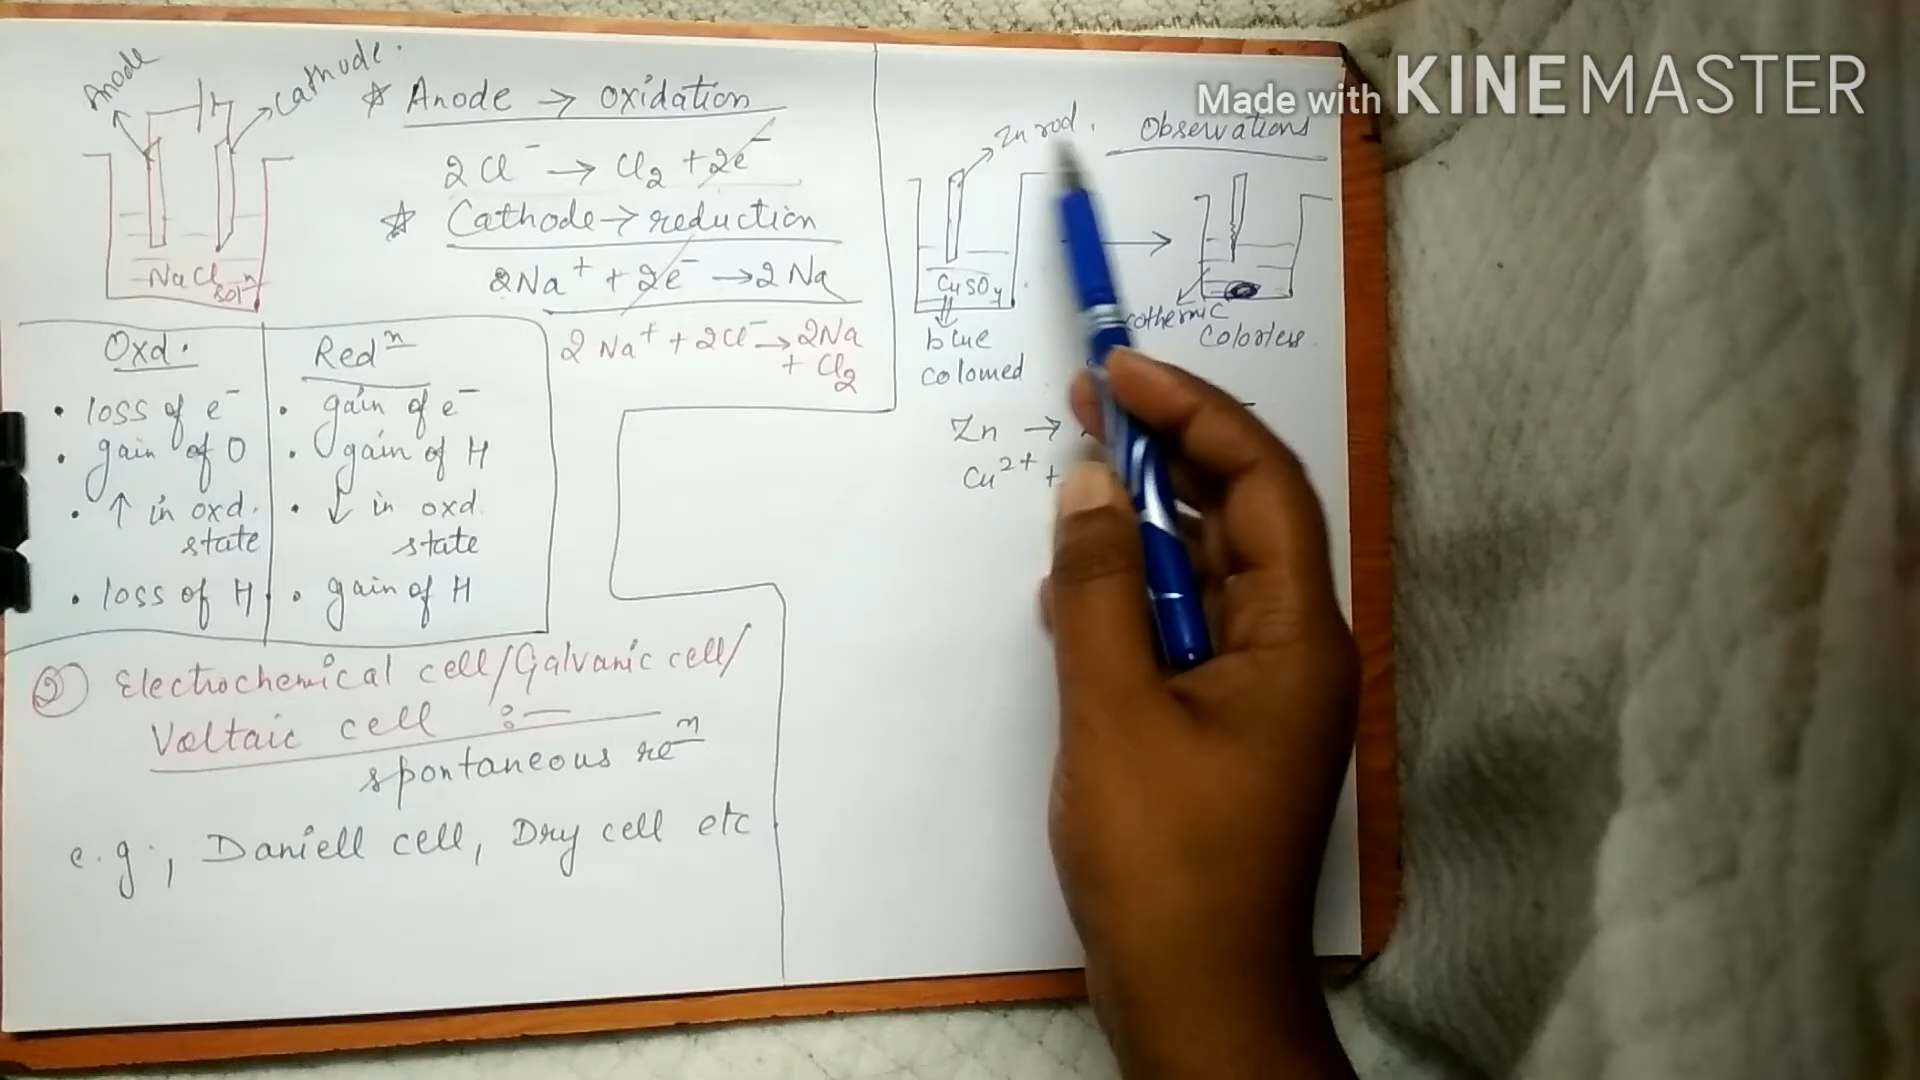 Anode
Cathode.
NaCl soln
☆ Anode → oxidation
2Cl⁻ → Cl₂ + 2e⁻
☆ Cathode → reduction
2Na⁺ + 2e⁻ → 2Na
2Na⁺ + 2Cl⁻ → 2Na
+ Cl₂
Oxd.
• loss of e⁻
• gain of O
• ↑ in oxd.
state
• loss of H
Redn
• gain of e⁻
• gain of H
• ↓ in oxd.
state
• gain of H
② Electrochemical cell/Galvanic cell/
Voltaic cell :—
spontaneous ren
e.g., Daniell cell, Dry cell etc
Made with KINEMASTER
Observations
Zn rod.
CuSO₄
blue
coloured
colorless.
Zn →
Cu²⁺ +